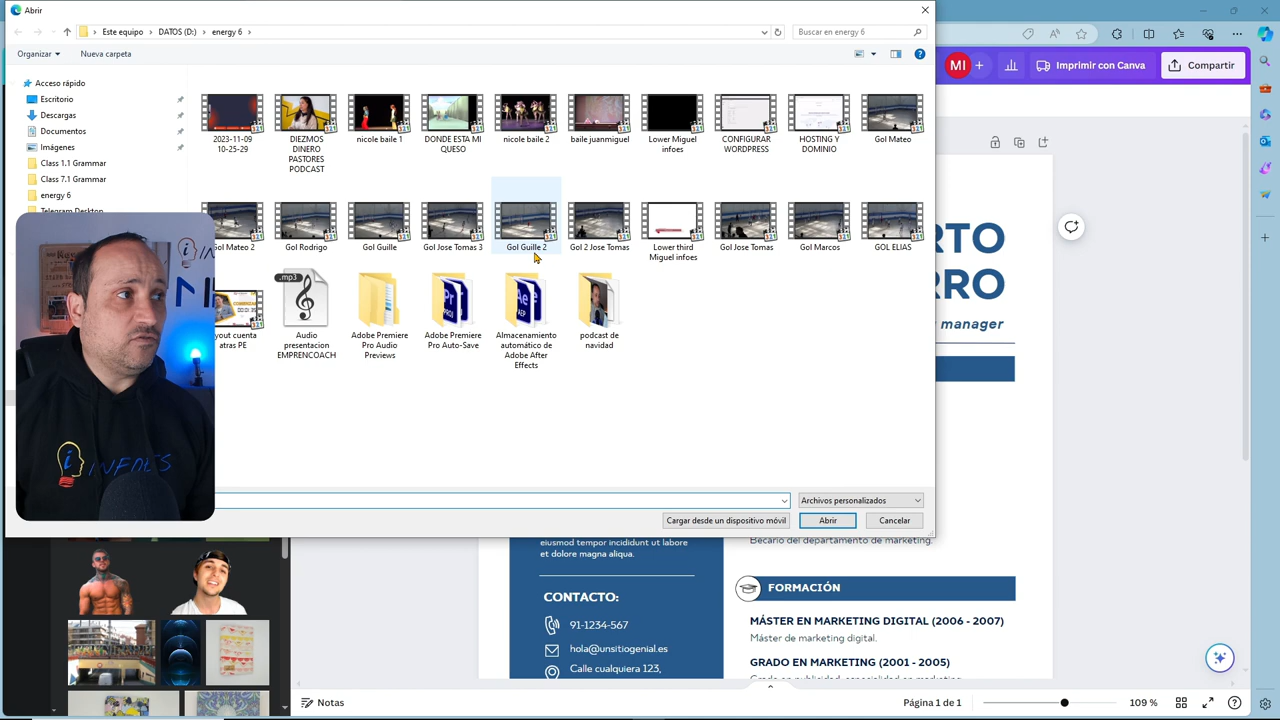 Abrir
Este equipo > DATOS (D:) > energy 6 >
Buscar en energy 6
Organizar
Nueva carpeta
Imprimir con Canva
Compartir
MI
Acceso rápido
Escritorio
Descargas
Documentos
Imágenes
Class 1.1 Grammar
Class 7.1 Grammar
energy 6
Telegram Desktop
2023-11-09
10-25-29
DIEZMOS
DINERO
PASTORES
PODCAST
nicole baile 1
DONDE ESTA MI
QUESO
nicole baile 2
baile juanmiguel
Lower Miguel
infoes
CONFIGURAR
WORDPRESS
HOSTING Y
DOMINIO
Gol Mateo
Gol Mateo 2
Gol Rodrigo
Gol Guille
Gol Jose Tomas 3
Gol Guille 2
Gol 2 Jose Tomas
Lower third
Miguel infoes
Gol Jose Tomas
Gol Marcos
GOL ELIAS
yout cuenta
atras PE
.mp3
Audio
presentacion
EMPRENCOACH
Adobe Premiere
Pro Audio
Previews
Adobe Premiere
Pro Auto-Save
Almacenamiento
automático de
Adobe After
Effects
podcast de
navidad
INFOES
Archivos personalizados
Cargar desde un dispositivo móvil
Abrir
Cancelar
RTO
RRO
manager
eiusmod tempor incididunt ut labore
et dolore magna aliqua.
CONTACTO:
91-1234-567
hola@unsitiogenial.es
Calle cualquiera 123,
Becario del departamento de marketing.
FORMACIÓN
MÁSTER EN MARKETING DIGITAL (2006 - 2007)
Máster de marketing digital.
GRADO EN MARKETING (2001 - 2005)
Notas
Página 1 de 1
109 %